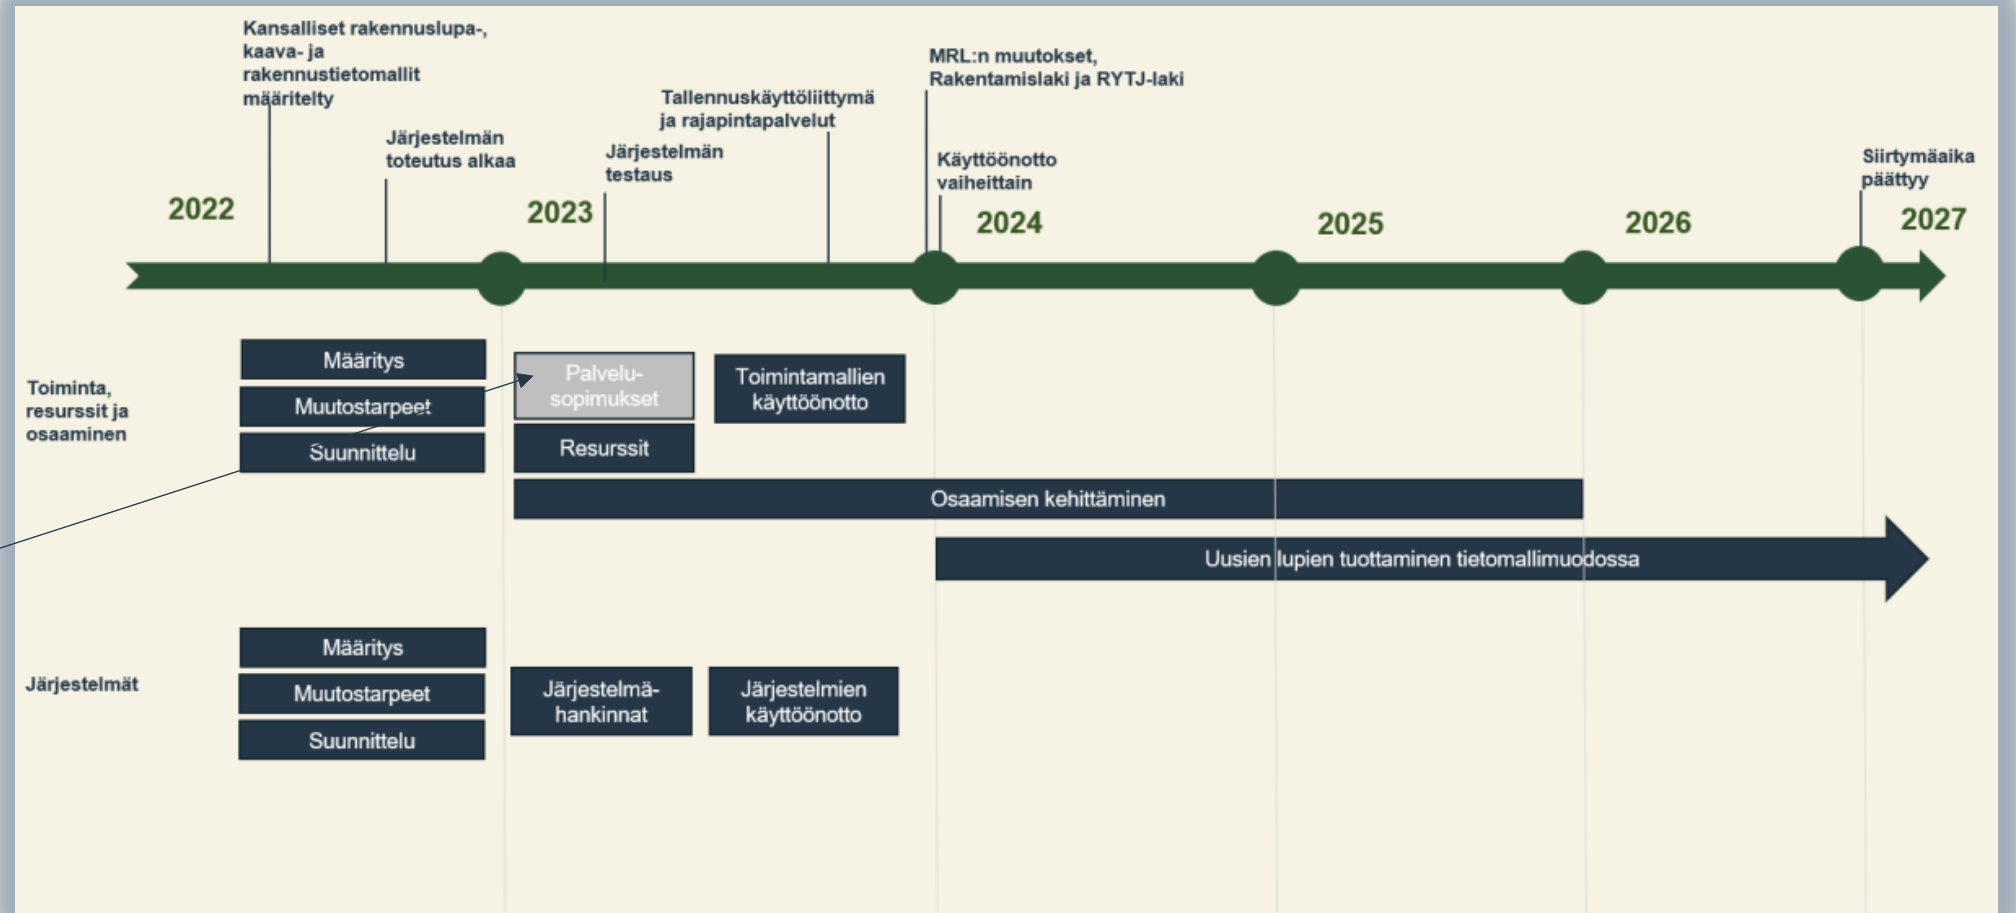 Kansalliset rakennuslupa-,
kaava- ja
rakennustietomallit
määritelty
Järjestelmän
toteutus alkaa
Järjestelmän
testaus
Tallennuskäyttöliittymä
ja rajapintapalvelut
MRL:n muutokset,
Rakentamislaki ja RYTJ-laki
Käyttöönotto
vaiheittain
Siirtymäaika
päättyy
2022
2023
2024
2025
2026
2027
Toiminta,
resurssit ja
osaaminen
Määritys
Muutostarpeet
Suunnittelu
Palvelu-
sopimukset
Resurssit
Toimintamallien
käyttöönotto
Osaamisen kehittäminen
Uusien lupien tuottaminen tietomallimuodossa
Järjestelmät
Määritys
Muutostarpeet
Suunnittelu
Järjestelmä-
hankinnat
Järjestelmien
käyttöönotto